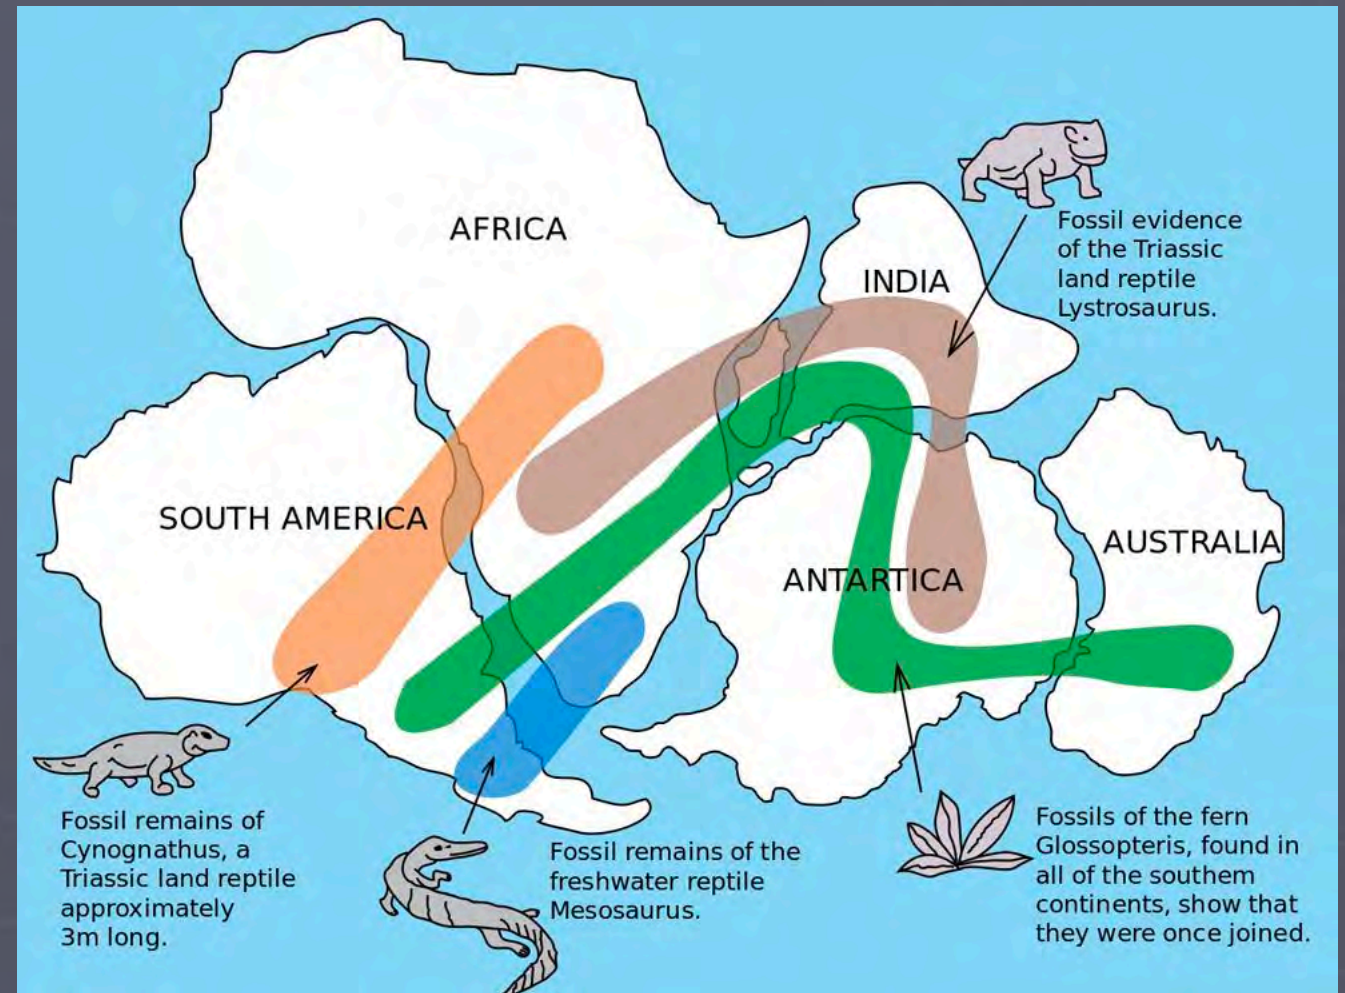 AFRICA
INDIA
Fossil evidence
of the Triassic
land reptile
Lystrosaurus.
SOUTH AMERICA
ANTARTICA
AUSTRALIA
Fossil remains of
Cynognathus, a
Triassic land reptile
approximately
3m long.
Fossil remains of the
freshwater reptile
Mesosaurus.
Fossils of the fern
Glossopteris, found in
all of the southem
continents, show that
they were once joined.